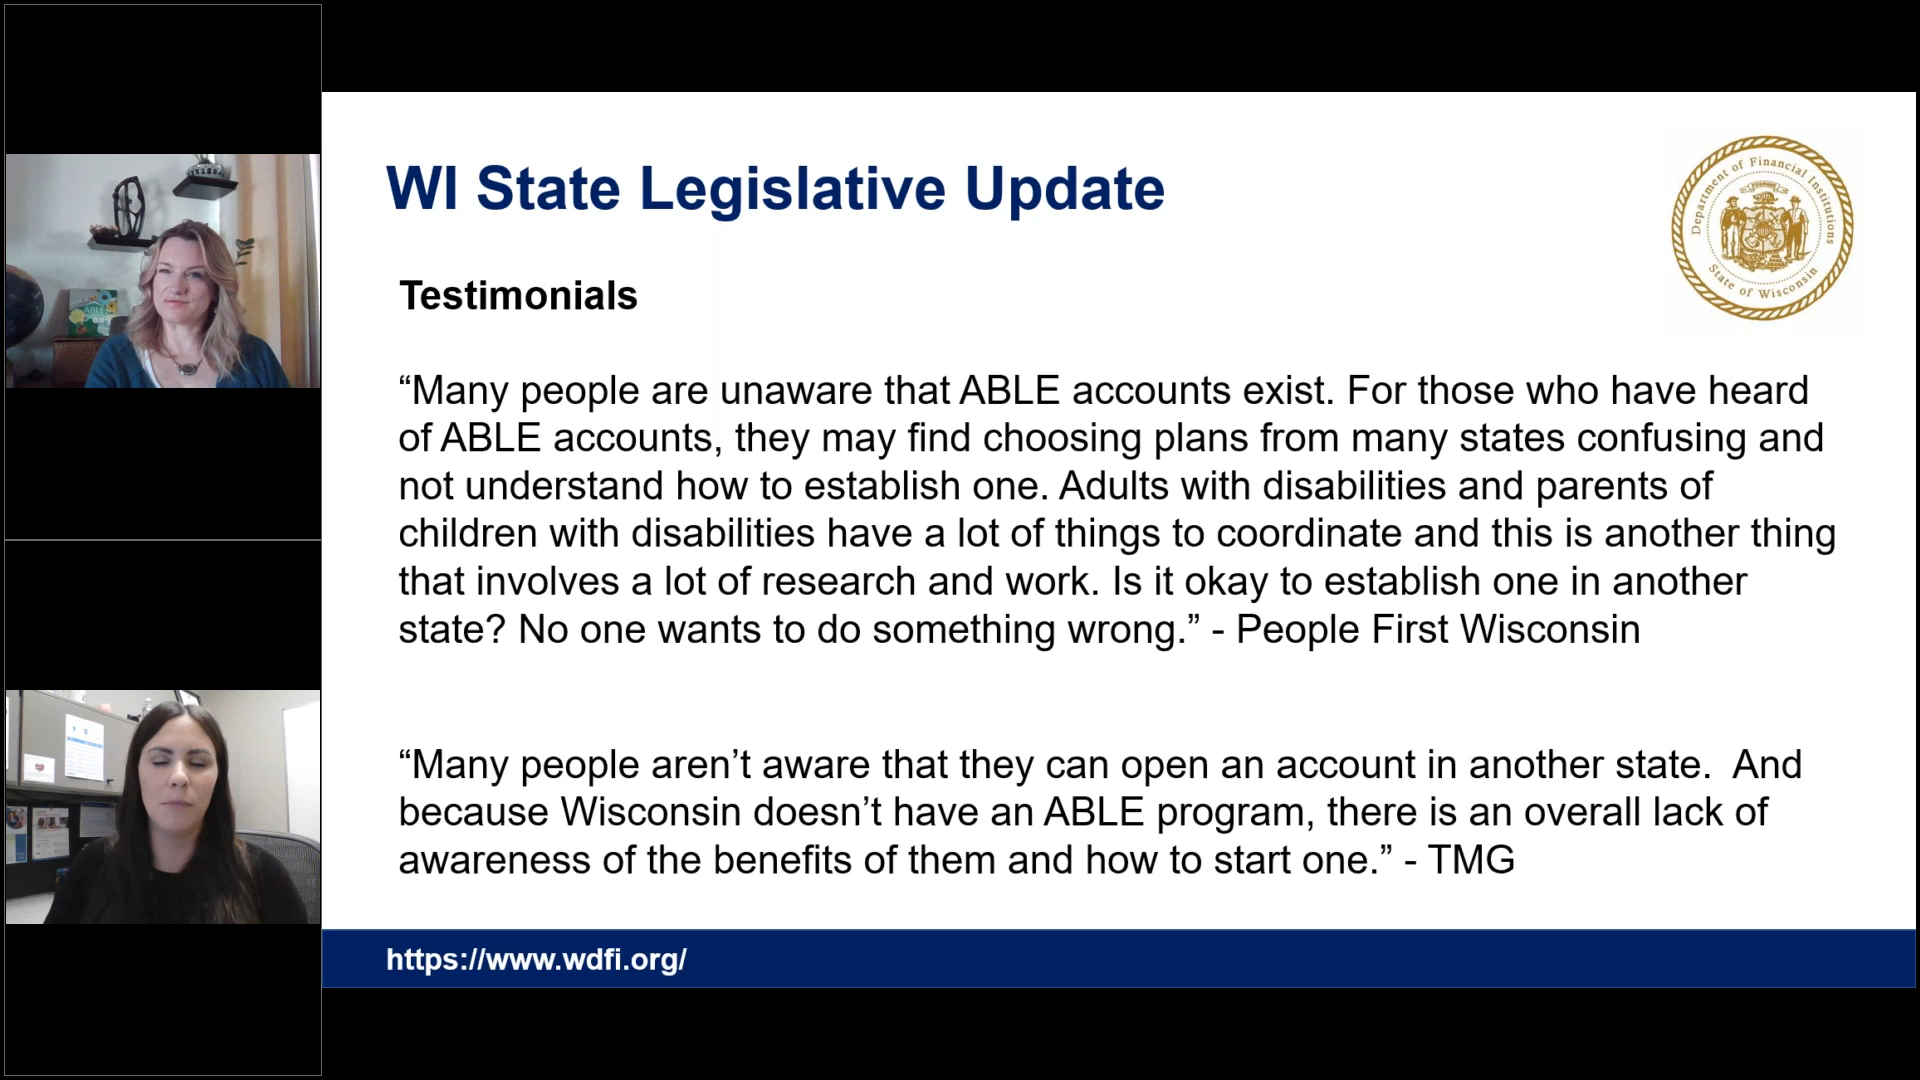 WI State Legislative Update
Department of Financial Institutions
State of Wisconsin
Testimonials
“Many people are unaware that ABLE accounts exist. For those who have heard
of ABLE accounts, they may find choosing plans from many states confusing and
not understand how to establish one. Adults with disabilities and parents of
children with disabilities have a lot of things to coordinate and this is another thing
that involves a lot of research and work. Is it okay to establish one in another
state? No one wants to do something wrong.” - People First Wisconsin
“Many people aren’t aware that they can open an account in another state.  And
because Wisconsin doesn’t have an ABLE program, there is an overall lack of
awareness of the benefits of them and how to start one.” - TMG
https://www.wdfi.org/
ABLE